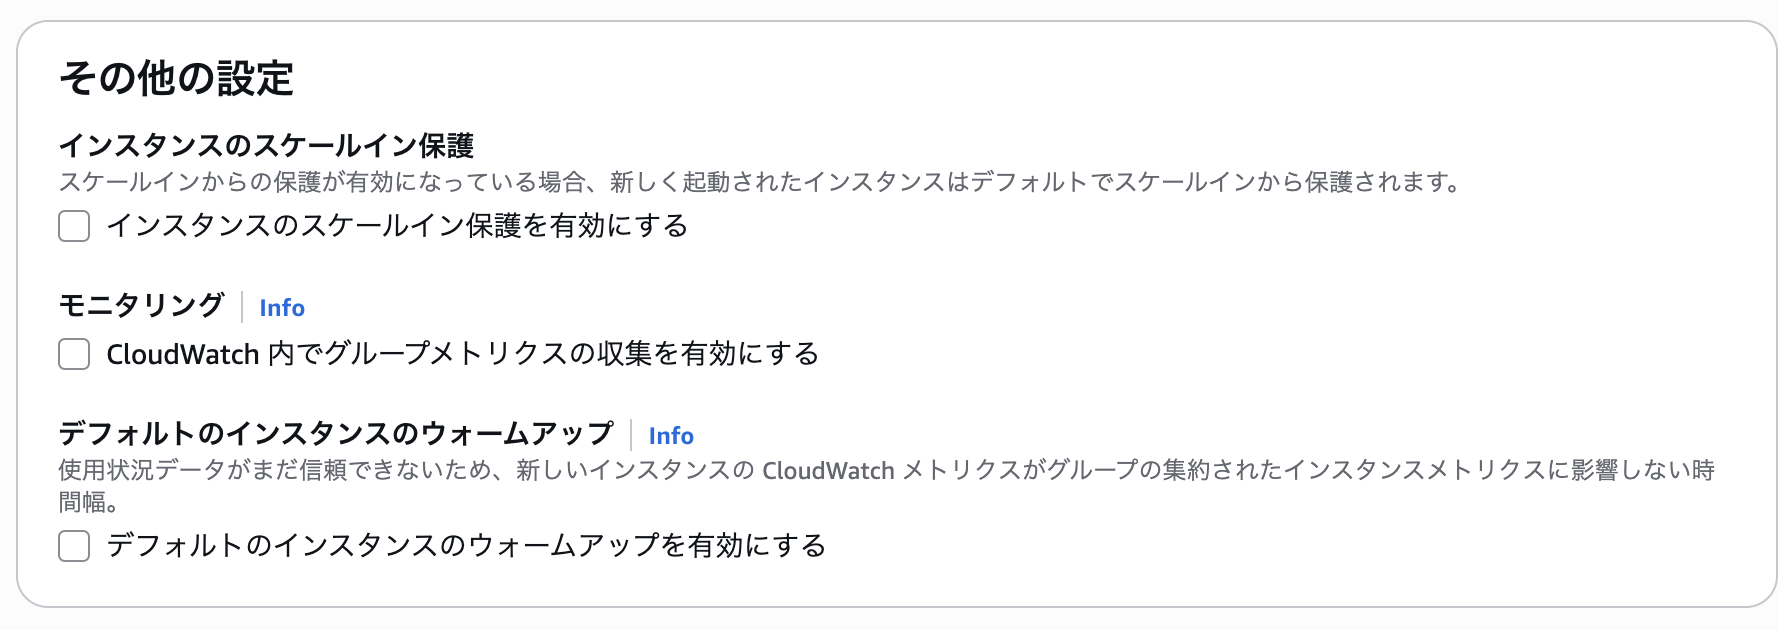 その他の設定
インスタンスのスケールイン保護
スケールインからの保護が有効になっている場合、新しく起動されたインスタンスはデフォルトでスケールインから保護されます。
インスタンスのスケールイン保護を有効にする
モニタリング | Info
CloudWatch 内でグループメトリクスの収集を有効にする
デフォルトのインスタンスのウォームアップ | Info
使用状況データがまだ信頼できないため、新しいインスタンスの CloudWatch メトリクスがグループの集約されたインスタンスメトリクスに影響しない時
間幅。
デフォルトのインスタンスのウォームアップを有効にする